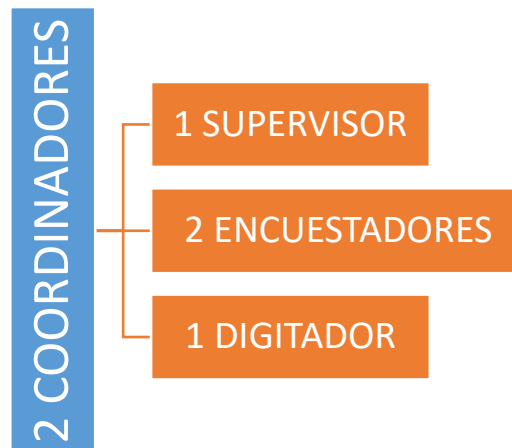 2 COORDINADORES
1 SUPERVISOR
2 ENCUESTADORES
1 DIGITADOR